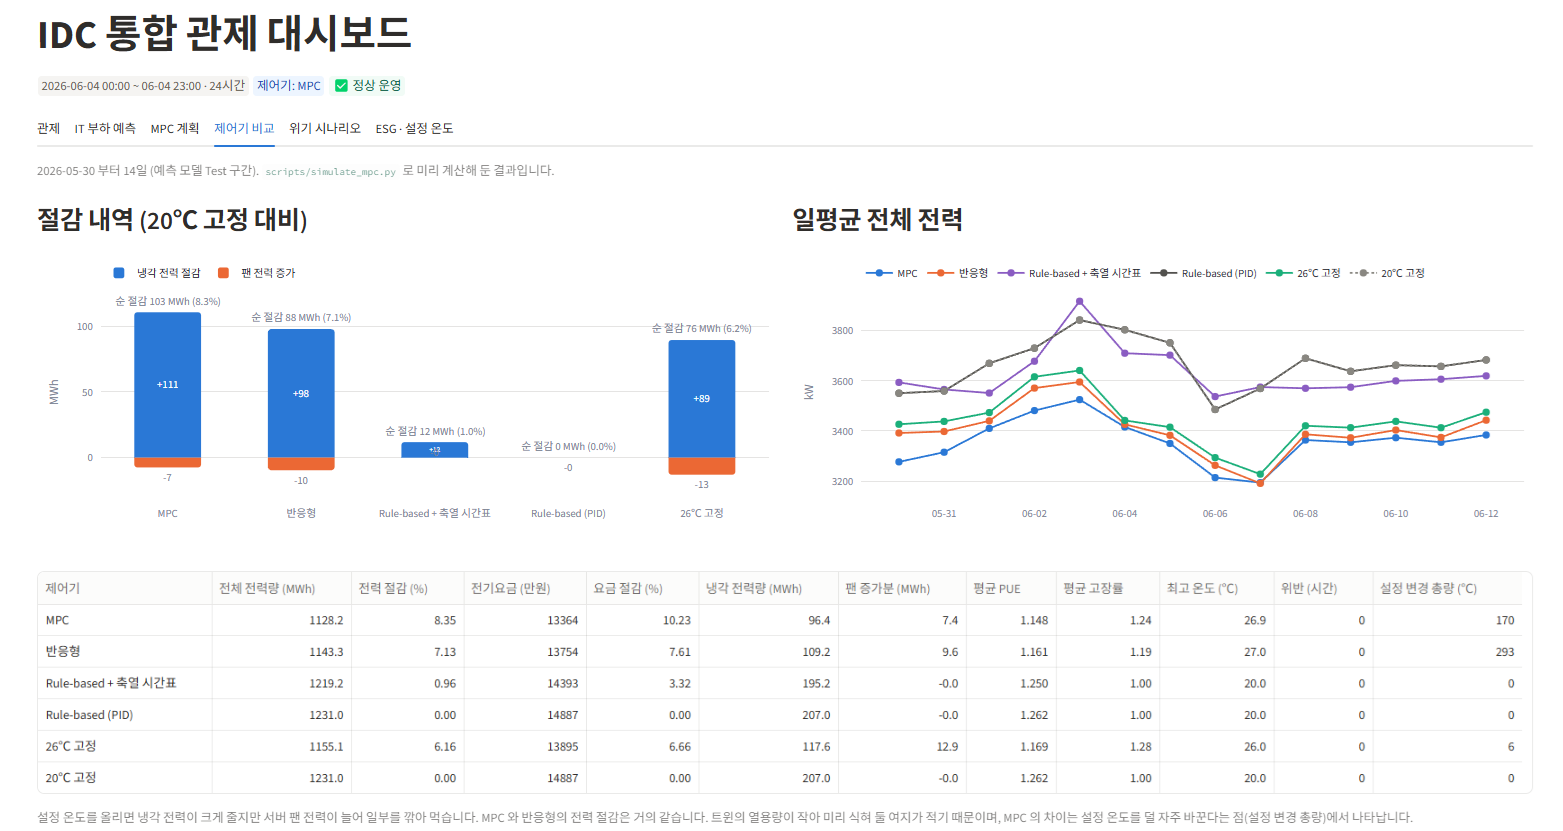 IDC 통합 관제 대시보드
2026-06-04 00:00 ~ 06-04 23:00 · 24시간 제어기: MPC ✅ 정상 운영
관제 IT 부하 예측 MPC 계획 제어기 비교 위기 시나리오 ESG · 설정 온도
2026-05-30 부터 14일 (예측 모델 Test 구간). scripts/simulate_mpc.py 로 미리 계산해 둔 결과입니다.
절감 내역 (20℃ 고정 대비)
냉각 전력 절감 팬 전력 증가
순 절감 103 MWh (8.3%)
순 절감 88 MWh (7.1%)
순 절감 12 MWh (1.0%)
순 절감 0 MWh (0.0%)
순 절감 76 MWh (6.2%)
MWh
100
50
0
+111
+98
+12
+89
-7
-10
-0
-13
MPC 반응형 Rule-based + 축열 시간표 Rule-based (PID) 26℃ 고정
일평균 전체 전력
MPC 반응형 Rule-based + 축열 시간표 Rule-based (PID) 26℃ 고정 20℃ 고정
kW
3800
3600
3400
3200
05-31 06-02 06-04 06-06 06-08 06-10 06-12
제어기 전체 전력량 (MWh) 전력 절감 (%) 전기요금 (만원) 요금 절감 (%) 냉각 전력량 (MWh) 팬 증가분 (MWh) 평균 PUE 평균 고장률 최고 온도 (℃) 위반 (시간) 설정 변경 총량 (℃)
MPC 1128.2 8.35 13364 10.23 96.4 7.4 1.148 1.24 26.9 0 170
반응형 1143.3 7.13 13754 7.61 109.2 9.6 1.161 1.19 27.0 0 293
Rule-based + 축열 시간표 1219.2 0.96 14393 3.32 195.2 -0.0 1.250 1.00 20.0 0 0
Rule-based (PID) 1231.0 0.00 14887 0.00 207.0 -0.0 1.262 1.00 20.0 0 0
26℃ 고정 1155.1 6.16 13895 6.66 117.6 12.9 1.169 1.28 26.0 0 6
20℃ 고정 1231.0 0.00 14887 0.00 207.0 -0.0 1.262 1.00 20.0 0 0
설정 온도를 올리면 냉각 전력이 크게 줄지만 서버 팬 전력이 늘어 일부를 깎아 먹습니다. MPC 와 반응형의 전력 절감은 거의 같습니다. 트윈의 열용량이 작아 미리 식혀 둘 여지가 적기 때문이며, MPC 의 차이는 설정 온도를 덜 자주 바꾼다는 점(설정 변경 총량)에서 나타납니다.